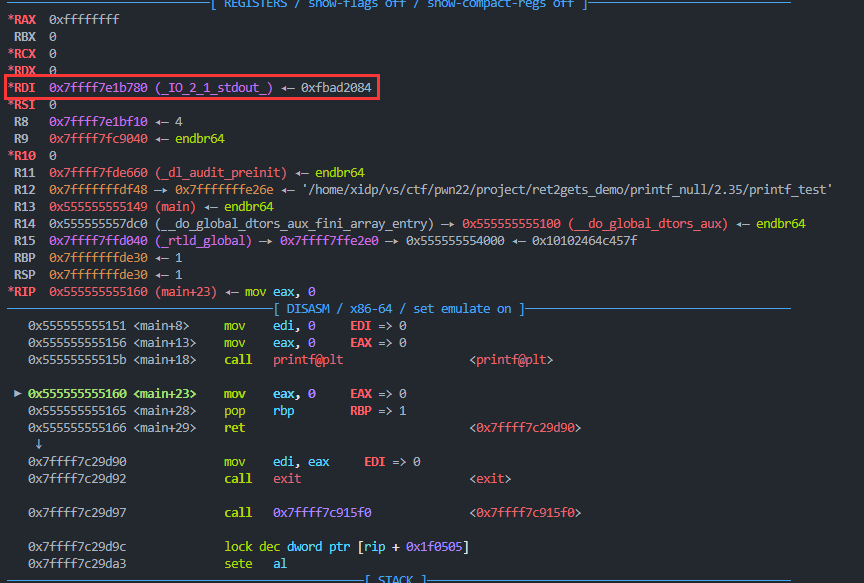 [ REGISTERS / show-flags off / show-compact-regs off ]
*RAX  0xffffffff
 RBX  0
*RCX  0
*RDX  0
*RDI  0x7ffff7e1b780 (_IO_2_1_stdout_) ◂— 0xfbad2084
*RSI  0
 R8   0x7ffff7e1bf10 ◂— 4
 R9   0x7ffff7fc9040 ◂— endbr64
*R10  0
 R11  0x7ffff7fde660 (_dl_audit_preinit) ◂— endbr64
 R12  0x7fffffffdf48 —▸ 0x7fffffffe26e ◂— '/home/xidp/vs/ctf/pwn22/project/ret2gets_demo/printf_null/2.35/printf_test'
 R13  0x555555555149 (main) ◂— endbr64
 R14  0x555555557dc0 (__do_global_dtors_aux_fini_array_entry) —▸ 0x555555555100 (__do_global_dtors_aux) ◂— endbr64
 R15  0x7ffff7ffd040 (_rtld_global) —▸ 0x7ffff7ffe2e0 —▸ 0x555555554000 ◂— 0x10102464c457f
 RBP  0x7fffffffde30 ◂— 1
 RSP  0x7fffffffde30 ◂— 1
*RIP  0x555555555160 (main+23) ◂— mov eax, 0
[ DISASM / x86-64 / set emulate on ]
0x555555555151 <main+8> mov edi, 0 EDI => 0
0x555555555156 <main+13> mov eax, 0 EAX => 0
0x55555555515b <main+18> call printf@plt <printf@plt>
► 0x555555555160 <main+23> mov eax, 0 EAX => 0
0x555555555165 <main+28> pop rbp RBP => 1
0x555555555166 <main+29> ret <0x7ffff7c29d90>
↓
0x7ffff7c29d90 mov edi, eax EDI => 0
0x7ffff7c29d92 call exit <exit>
0x7ffff7c29d97 call 0x7ffff7c915f0 <0x7ffff7c915f0>
0x7ffff7c29d9c lock dec dword ptr [rip + 0x1f0505]
0x7ffff7c29da3 sete al
[ STACK ]